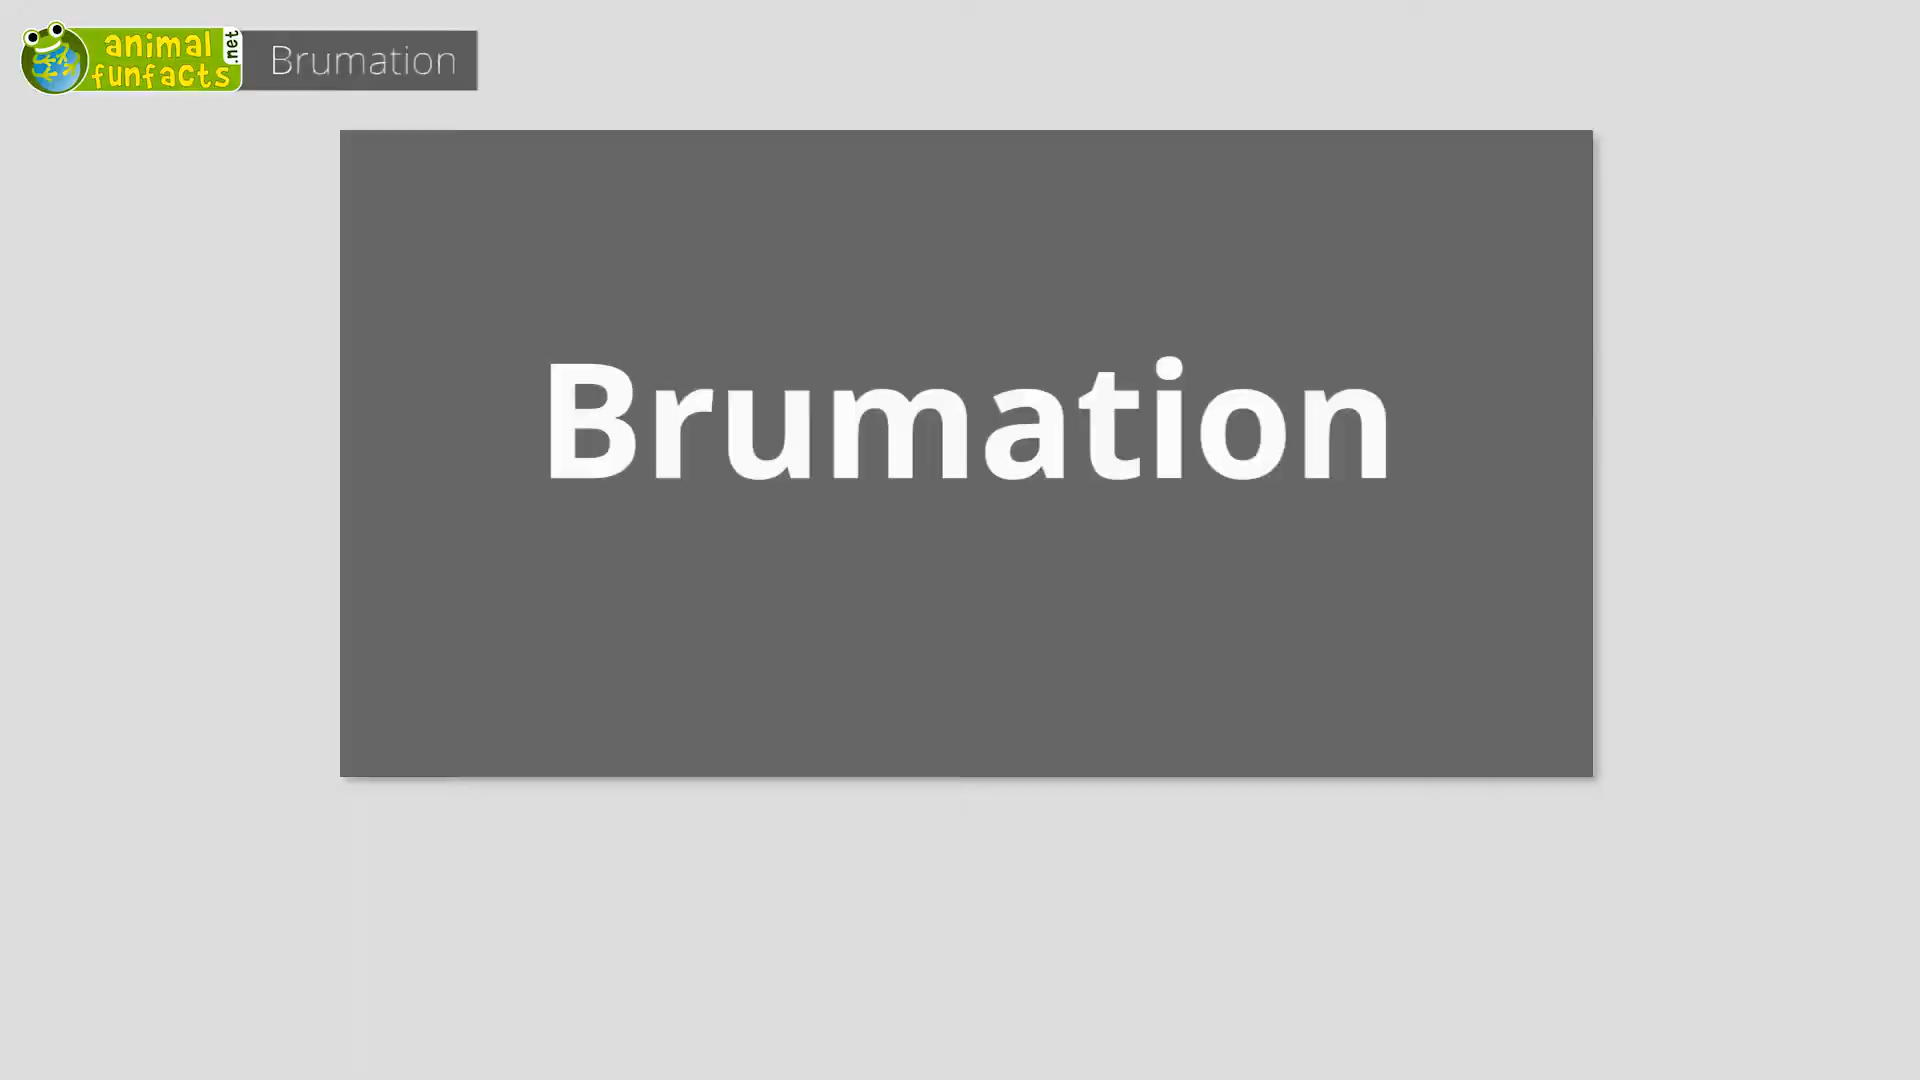 animal
funfacts
.net
Brumation
Brumation